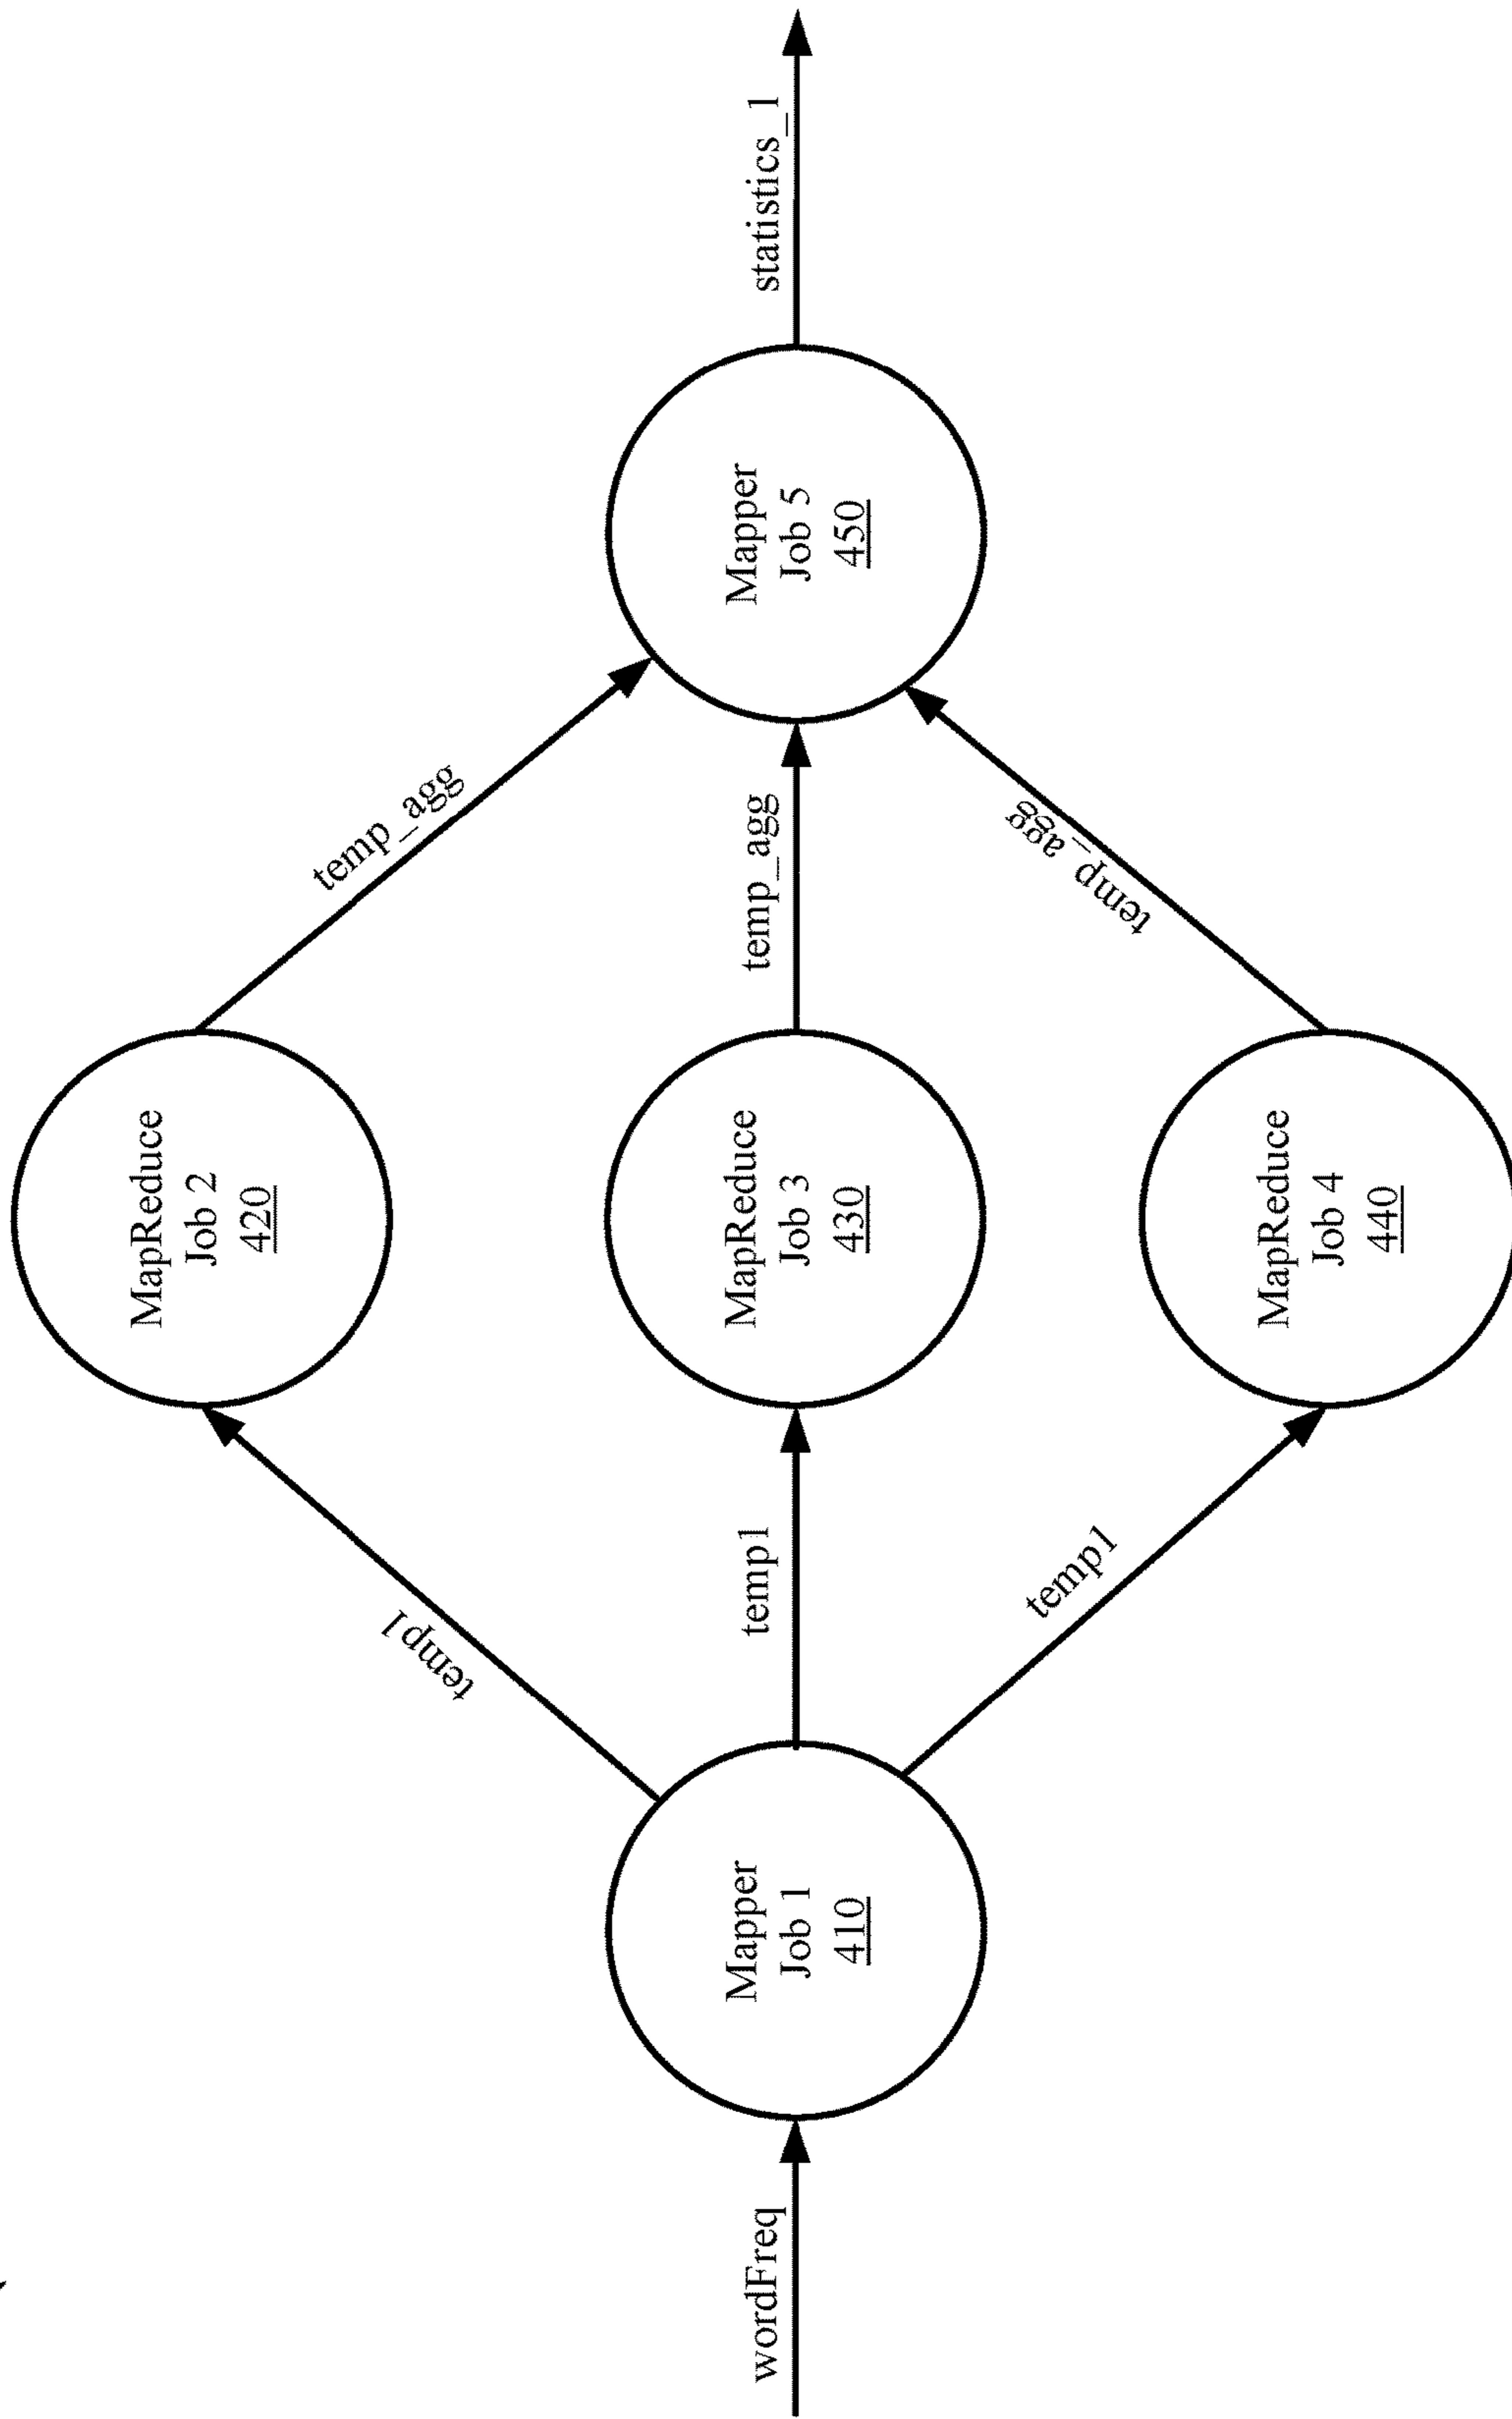 wordFreq
Mapper
Job 1
410
temp1
temp1
temp1
MapReduce
Job 2
420
MapReduce
Job 3
430
MapReduce
Job 4
440
temp_agg
temp_agg
temp_agg
Mapper
Job 5
450
statistics_1